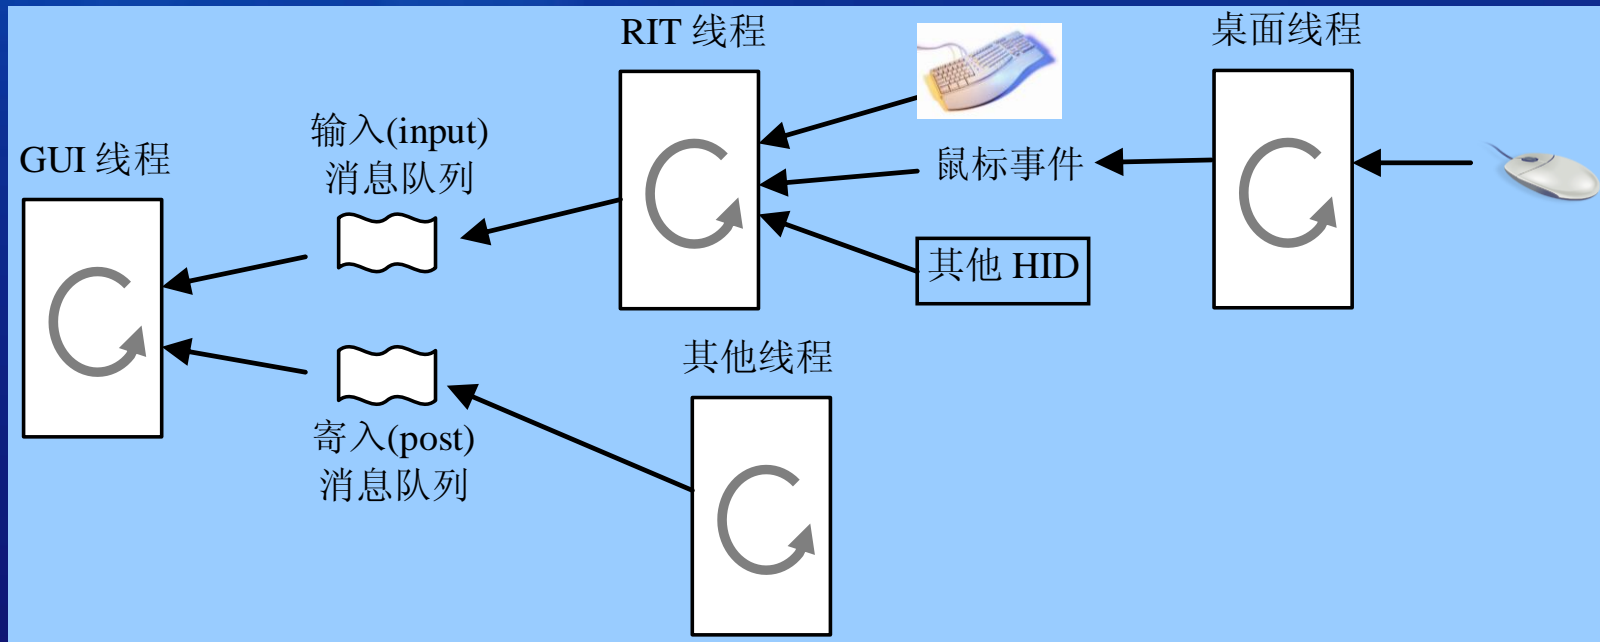 RIT 线程
桌面线程
输入(input)
消息队列
GUI 线程
鼠标事件
其他 HID
其他线程
寄入(post)
消息队列